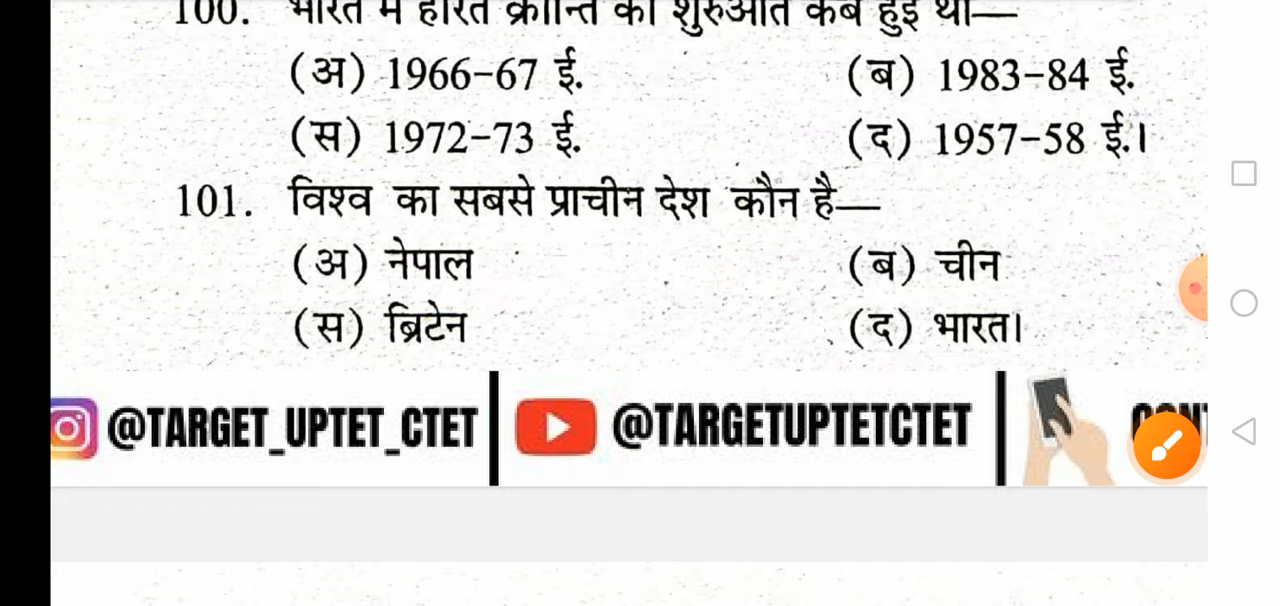 100. भारत में हरित क्रान्ति की शुरुआत कब हुई थी—
(अ) 1966-67 ई. (ब) 1983-84 ई.
(स) 1972-73 ई. (द) 1957-58 ई.।
101. विश्व का सबसे प्राचीन देश कौन है—
(अ) नेपाल (ब) चीन
(स) ब्रिटेन (द) भारत।
@TARGET_UPTET_CTET @TARGETUPTETCTET